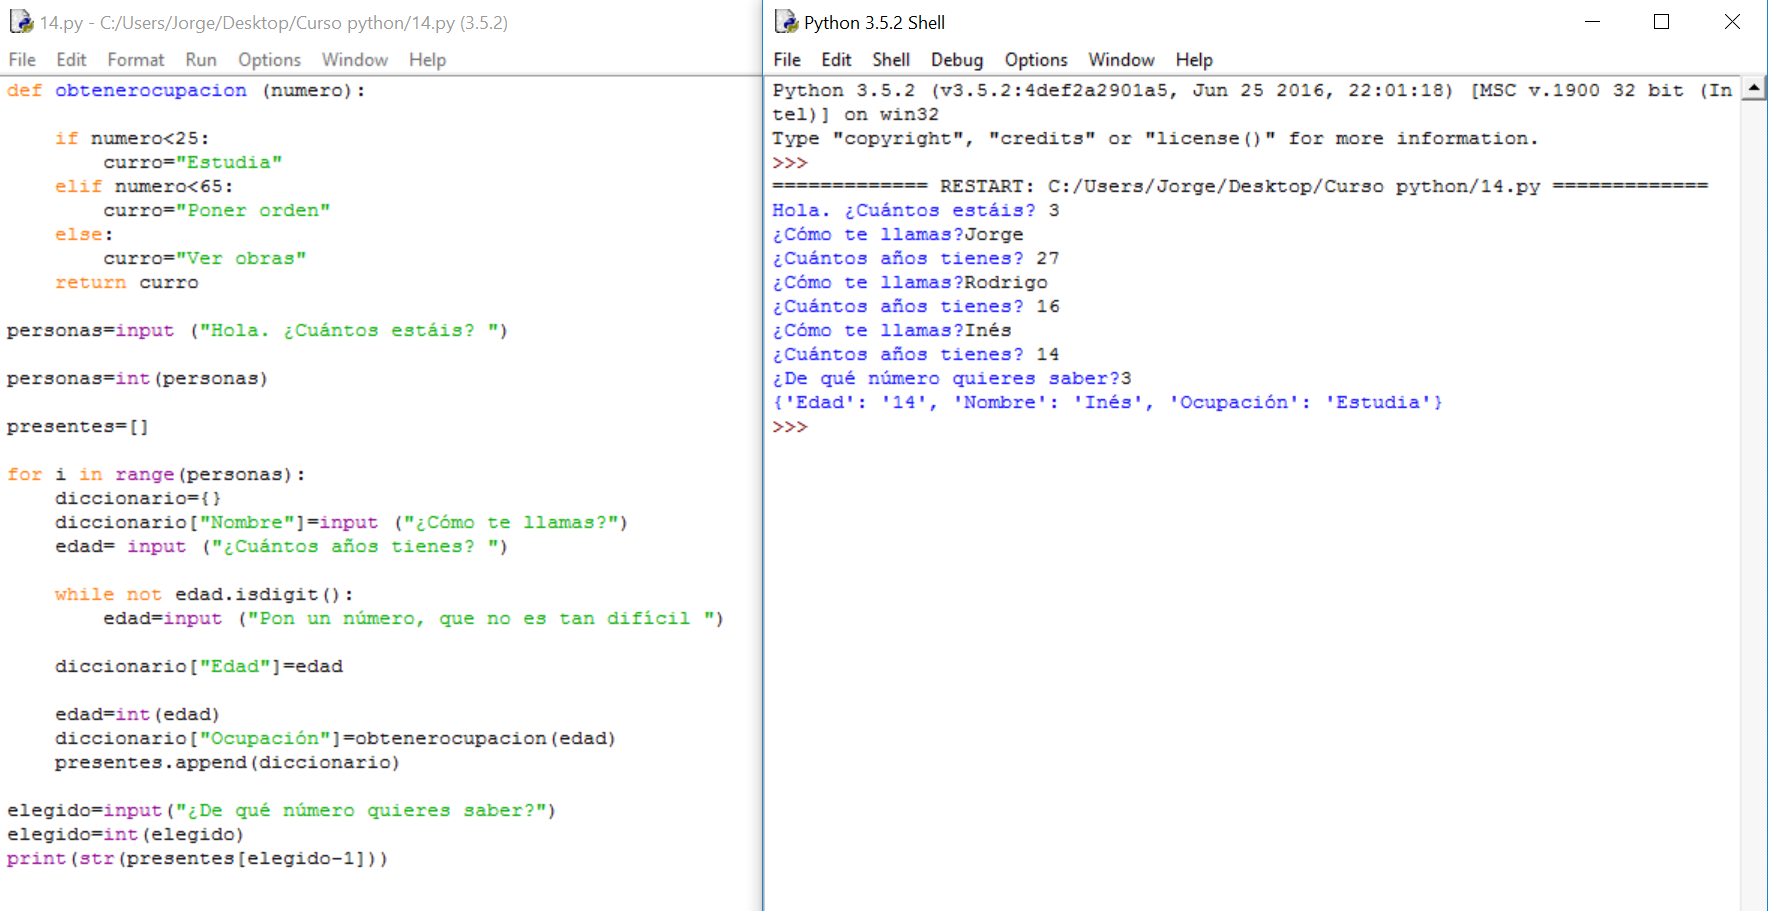 14.py - C:/Users/Jorge/Desktop/Curso python/14.py (3.5.2)
File Edit Format Run Options Window Help
def obtenerocupacion (numero):
    if numero<25:
        curro="Estudia"
    elif numero<65:
        curro="Poner orden"
    else:
        curro="Ver obras"
    return curro
personas=input ("Hola. ¿Cuántos estáis? ")
personas=int(personas)
presentes=[]
for i in range(personas):
    diccionario={}
    diccionario["Nombre"]=input ("¿Cómo te llamas?")
    edad= input ("¿Cuántos años tienes? ")
    while not edad.isdigit():
        edad=input ("Pon un número, que no es tan difícil ")
    diccionario["Edad"]=edad
    edad=int(edad)
    diccionario["Ocupación"]=obtenerocupacion(edad)
    presentes.append(diccionario)
elegido=input("¿De qué número quieres saber?")
elegido=int(elegido)
print(str(presentes[elegido-1]))
Python 3.5.2 Shell
File Edit Shell Debug Options Window Help
Python 3.5.2 (v3.5.2:4def2a2901a5, Jun 25 2016, 22:01:18) [MSC v.1900 32 bit (In
tel)] on win32
Type "copyright", "credits" or "license()" for more information.
>>>
============= RESTART: C:/Users/Jorge/Desktop/Curso python/14.py =============
Hola. ¿Cuántos estáis? 3
¿Cómo te llamas?Jorge
¿Cuántos años tienes? 27
¿Cómo te llamas?Rodrigo
¿Cuántos años tienes? 16
¿Cómo te llamas?Inés
¿Cuántos años tienes? 14
¿De qué número quieres saber?3
{'Edad': '14', 'Nombre': 'Inés', 'Ocupación': 'Estudia'}
>>>